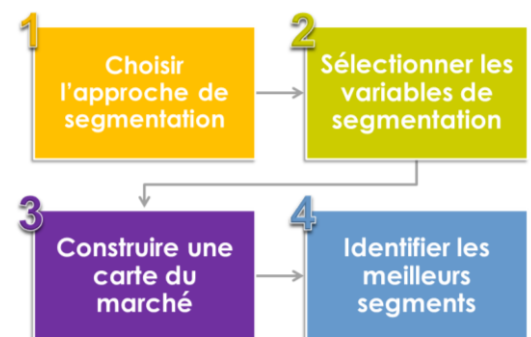 1
Choisir
l'approche de
segmentation
2
Sélectionner les
variables de
segmentation
3
Construire une
carte du
marché
4
Identifier les
meilleurs
segments